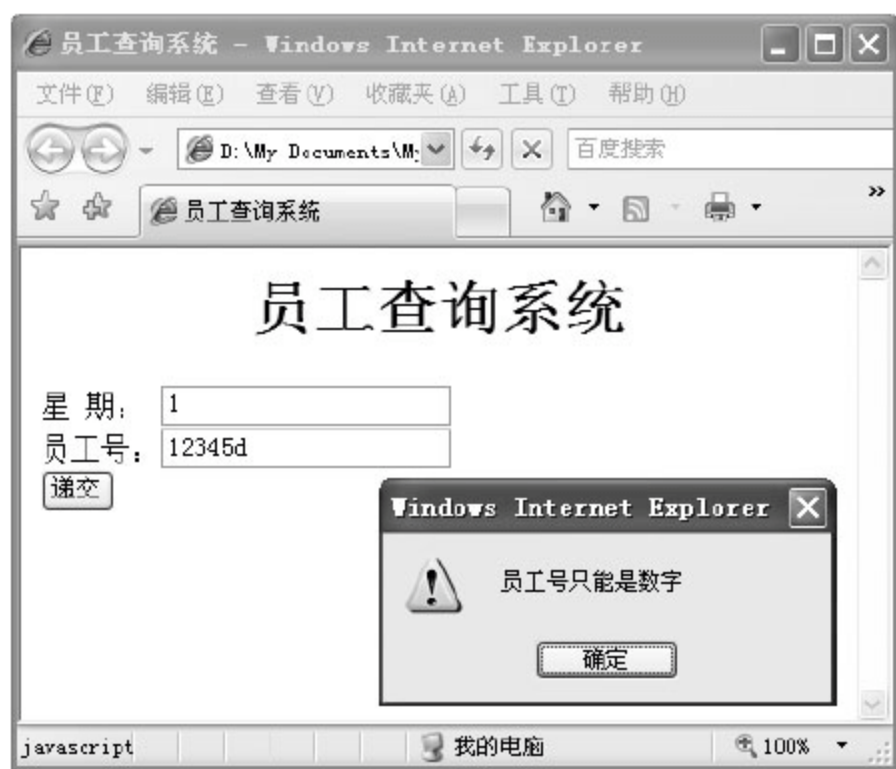 员工查询系统 - Windows Internet Explorer
文件(F) 编辑(E) 查看(V) 收藏夹(A) 工具(T) 帮助(H)
D:\My Documents\M 百度搜索
员工查询系统 »
员工查询系统
星 期： 1
员工号： 12345d
递交
Windows Internet Explorer
员工号只能是数字
确定
javascript 我的电脑 100%